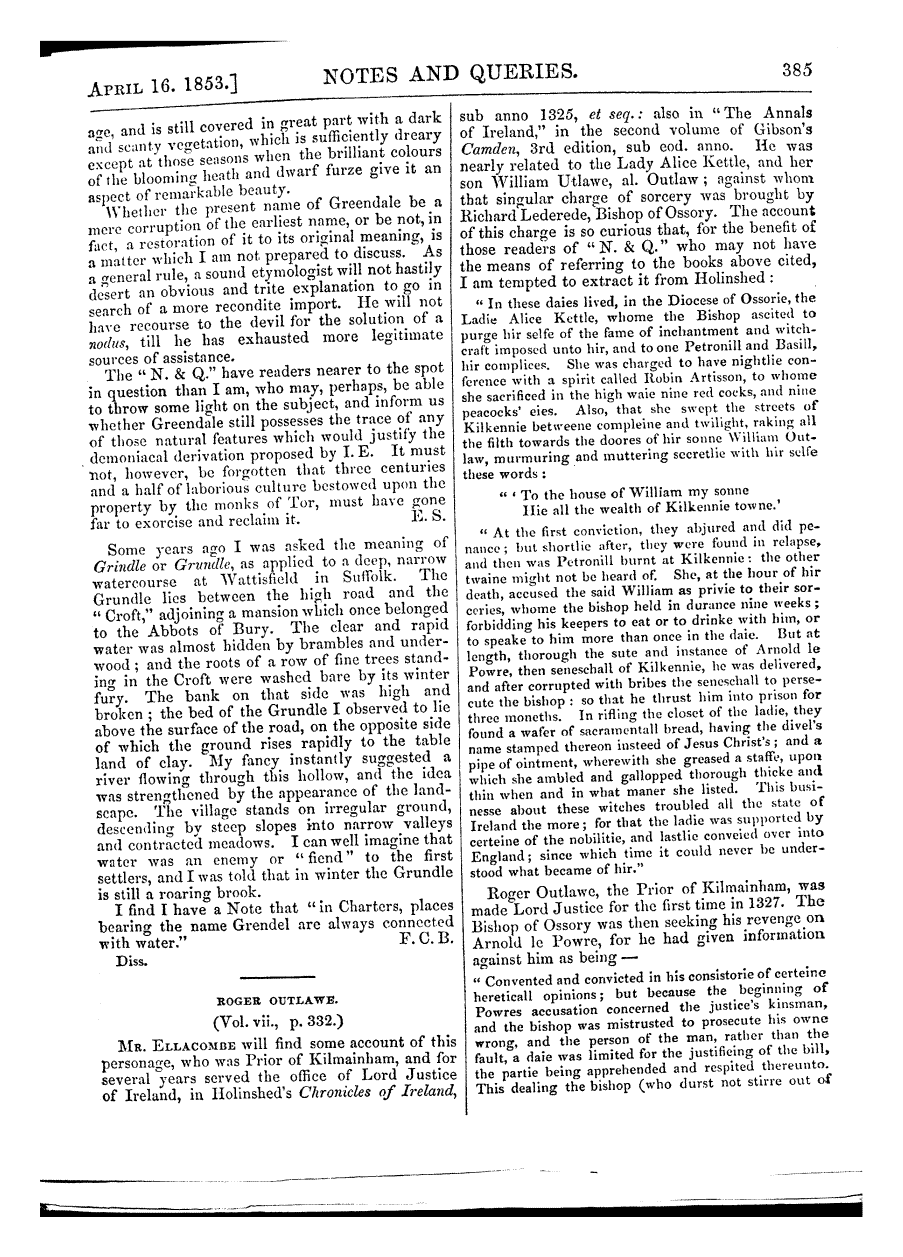 APRIL 16. 1853.]
NOTES AND QUERIES.
385
age, and is still covered in great part with a dark
and scanty vegetation, which is sufficiently dreary
except at those seasons when the brilliant colours
of the blooming heath and dwarf furze give it an
aspect of remarkable beauty.
Whether the present name of Greendale be a
mere corruption of the earliest name, or be not, in
fact, a restoration of it to its original meaning, is
a matter which I am not prepared to discuss. As
a general rule, a sound etymologist will not hastily
desert an obvious and trite explanation to go in
search of a more recondite import. He will not
have recourse to the devil for the solution of a
nodus, till he has exhausted more legitimate
sources of assistance.
The "N. & Q." have readers nearer to the spot
in question than I am, who may, perhaps, be able
to throw some light on the subject, and inform us
whether Greendale still possesses the trace of any
of those natural features which would justify the
demoniacal derivation proposed by I. E. It must
not, however, be forgotten that three centuries
and a half of laborious culture bestowed upon the
property by the monks of Tor, must have gone
far to exorcise and reclaim it. E. S.
Some years ago I was asked the meaning of
Grindle or Grundle, as applied to a deep, narrow
watercourse at Wattisfield in Suffolk. The
Grundle lies between the high road and the
"Croft," adjoining a mansion which once belonged
to the Abbots of Bury. The clear and rapid
water was almost hidden by brambles and under-
wood; and the roots of a row of fine trees stand-
ing in the Croft were washed bare by its winter
fury. The bank on that side was high and
broken; the bed of the Grundle I observed to lie
above the surface of the road, on the opposite side
of which the ground rises rapidly to the table
land of clay. My fancy instantly suggested a
river flowing through this hollow, and the idea
was strengthened by the appearance of the land-
scape. The village stands on irregular ground,
descending by steep slopes into narrow valleys
and contracted meadows. I can well imagine that
water was an enemy or "fiend" to the first
settlers, and I was told that in winter the Grundle
is still a roaring brook.
I find I have a Note that "in Charters, places
bearing the name Grendel are always connected
with water." F. C. B.
Diss.
ROGER OUTLAWE.
(Vol. vii., p. 332.)
MR. ELLACOMBE will find some account of this
personage, who was Prior of Kilmainham, and for
several years served the office of Lord Justice
of Ireland, in Holinshed's Chronicles of Ireland,
sub anno 1325, et seq.: also in "The Annals
of Ireland," in the second volume of Gibson's
Camden, 3rd edition, sub eod. anno. He was
nearly related to the Lady Alice Kettle, and her
son William Utlawe, al. Outlaw; against whom
that singular charge of sorcery was brought by
Richard Lederede, Bishop of Ossory. The account
of this charge is so curious that, for the benefit of
those readers of "N. & Q." who may not have
the means of referring to the books above cited,
I am tempted to extract it from Holinshed:
"In these daies lived, in the Diocese of Ossorie, the
Ladie Alice Kettle, whome the Bishop ascited to
purge hir selfe of the fame of inchantment and witch-
craft imposed unto hir, and to one Petronill and Basill,
hir complices. She was charged to have nightlie con-
ference with a spirit called Robin Artisson, to whome
she sacrificed in the high waie nine red cocks, and nine
peacocks' eies. Also, that she swept the streets of
Kilkennie betweene compleine and twilight, raking all
the filth towards the doores of hir sonne William Out-
law, murmuring and muttering secretlie with hir selfe
these words:
"'To the house of William my sonne
Hie all the wealth of Kilkennie towne.'
"At the first conviction, they abjured and did pe-
nance; but shortlie after, they were found in relapse,
and then was Petronill burnt at Kilkennie: the other
twaine might not be heard of. She, at the hour of hir
death, accused the said William as privie to their sor-
ceries, whome the bishop held in durance nine weeks;
forbidding his keepers to eat or to drinke with him, or
to speake to him more than once in the daie. But at
length, thorough the sute and instance of Arnold le
Powre, then seneschall of Kilkennie, he was delivered,
and after corrupted with bribes the seneschall to perse-
cute the bishop: so that he thrust him into prison for
three moneths. In rifling the closet of the ladie, they
found a wafer of sacramentall bread, having the divel's
name stamped thereon insteed of Jesus Christ's; and a
pipe of ointment, wherewith she greased a staffe, upon
which she ambled and gallopped thorough thicke and
thin when and in what maner she listed. This busi-
nesse about these witches troubled all the state of
Ireland the more; for that the ladie was supported by
certeine of the nobilitie, and lastlie conveied over into
England; since which time it could never be under-
stood what became of hir."
Roger Outlawe, the Prior of Kilmainham, was
made Lord Justice for the first time in 1327. The
Bishop of Ossory was then seeking his revenge on
Arnold le Powre, for he had given information
against him as being —
"Convented and convicted in his consistorie of certeine
hereticall opinions; but because the beginning of
Powres accusation concerned the justice's kinsman,
and the bishop was mistrusted to prosecute his owne
wrong, and the person of the man, rather than the
fault, a daie was limited for the justifieing of the bill,
the partie being apprehended and respited thereunto.
This dealing the bishop (who durst not stirre out of